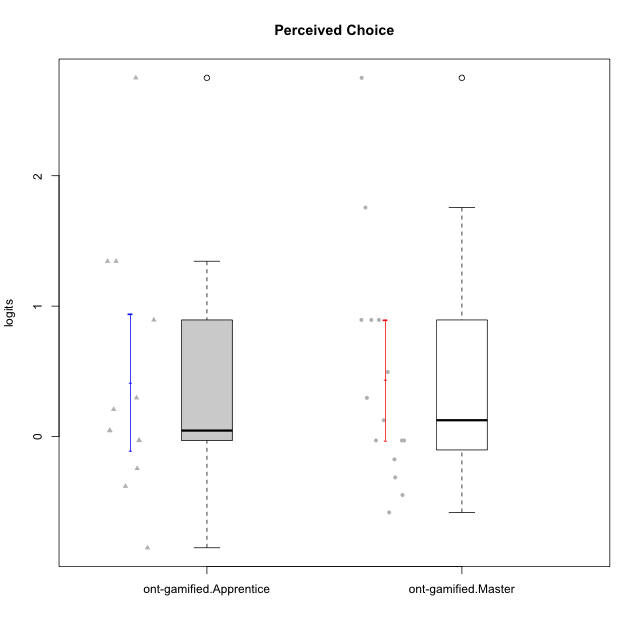 Perceived Choice
logits
2
1
0
ont-gamified.Apprentice
ont-gamified.Master